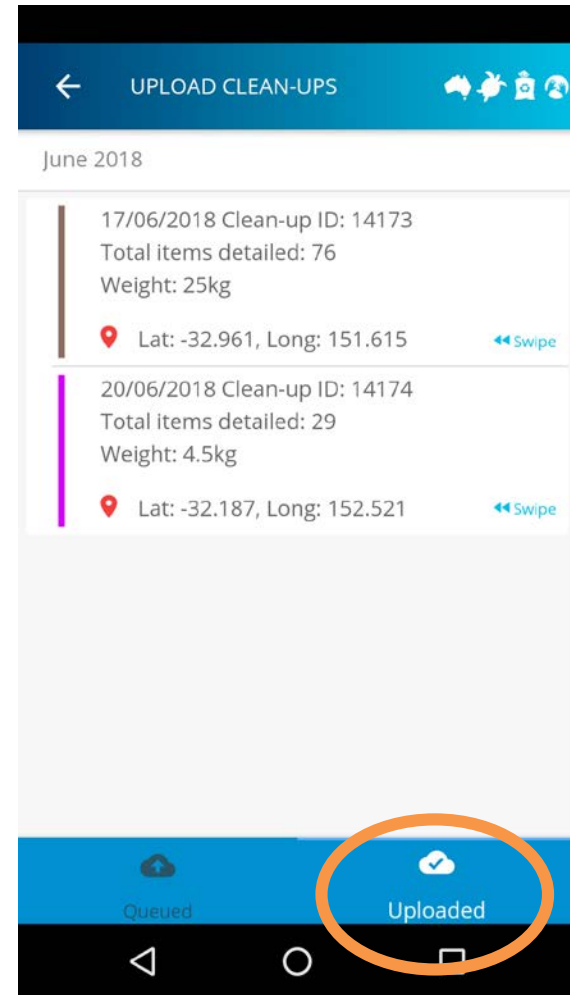 UPLOAD CLEAN-UPS
June 2018
17/06/2018 Clean-up ID: 14173
Total items detailed: 76
Weight: 25kg
Lat: -32.961, Long: 151.615
Swipe
20/06/2018 Clean-up ID: 14174
Total items detailed: 29
Weight: 4.5kg
Lat: -32.187, Long: 152.521
Swipe
Queued
Uploaded